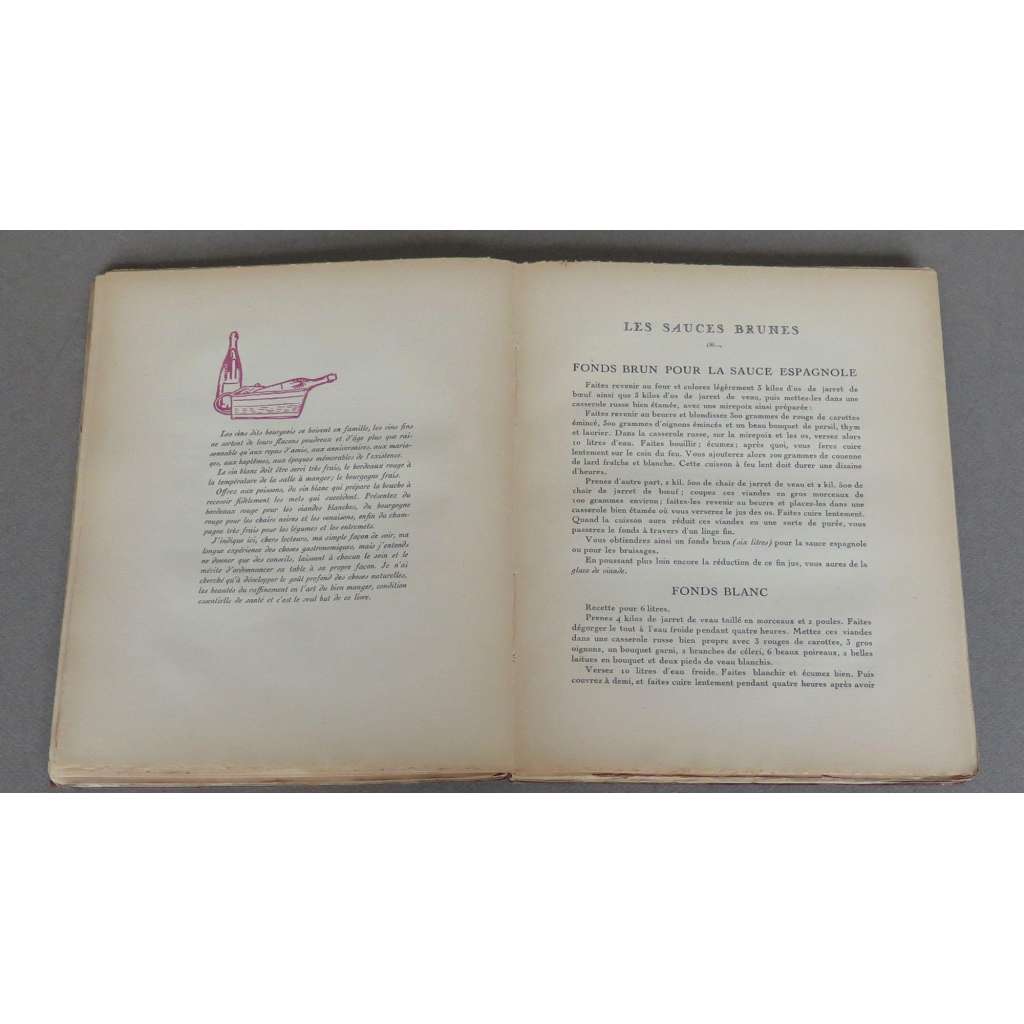 Les vins dits bourgeois se boivent en famille, les vins fins
ne sortent de leurs flacons poudreux et d'âge plus que rai-
sonnable qu'aux repas d'amis, aux anniversaires, aux maria-
ges, aux baptêmes, aux époques mémorables de l'existence.
Le vin blanc doit être servi très frais, le bordeaux rouge à
la température de la salle à manger; le bourgogne frais.
Offrez aux poissons, du vin blanc qui prépare la bouche à
recevoir fidèlement les mets qui succèdent. Présentez du
bordeaux rouge pour les viandes blanches, du bourgogne
rouge pour les chairs noires et les venaisons, enfin du cham-
pagne très frais pour les légumes et les entremets.
J'indique ici, chers lecteurs, ma simple façon de voir, ma
longue expérience des choses gastronomiques, mais j'entends
ne donner que des conseils, laissant à chacun le soin et le
mérite d'ordonnancer sa table à sa propre façon. Je n'ai
cherché qu'à développer le goût profond des choses naturelles,
les beautés du raffinement en l'art du bien manger, condition
essentielle de santé et c'est le seul but de ce livre.
LES SAUCES BRUNES
FONDS BRUN POUR LA SAUCE ESPAGNOLE
Faites revenir au four et colorez légèrement 3 kilos d'os de jarret de
bœuf ainsi que 3 kilos d'os de jarret de veau, puis mettez-les dans une
casserole russe bien étamée, avec une mirepoix ainsi préparée :
Faites revenir au beurre et blondissez 300 grammes de rouge de carottes
émincé, 300 grammes d'oignons émincés et un beau bouquet de persil, thym
et laurier. Dans la casserole russe, sur la mirepoix et les os, versez alors
10 litres d'eau. Faites bouillir ; écumez ; après quoi, vous ferez cuire
lentement sur le coin du feu. Vous ajouterez alors 200 grammes de couenne
de lard fraîche et blanche. Cette cuisson à feu lent doit durer une dizaine
d'heures.
Prenez d'autre part, 2 kil. 500 de chair de jarret de veau et 2 kil. 500 de
chair de jarret de bœuf ; coupez ces viandes en gros morceaux de
100 grammes environ ; faites-les revenir au beurre et placez-les dans une
casserole bien étamée où vous verserez le jus des os. Faites cuire lentement.
Quand la cuisson aura réduit ces viandes en une sorte de purée, vous
passerez le fonds à travers d'un linge fin.
Vous obtiendrez ainsi un fonds brun (six litres) pour la sauce espagnole
ou pour les braisages.
En poussant plus loin encore la réduction de ce fin jus, vous aurez de la
glace de viande.
FONDS BLANC
Recette pour 6 litres.
Prenez 4 kilos de jarret de veau taillé en morceaux et 2 poules. Faites
dégorger le tout à l'eau froide pendant quatre heures. Mettez ces viandes
dans une casserole russe bien propre avec 3 rouges de carottes, 3 gros
oignons, un bouquet garni, 2 branches de céleri, 6 beaux poireaux, 2 belles
laitues en bouquet et deux pieds de veau blanchis.
Versez 10 litres d'eau froide. Faites blanchir et écumez bien. Puis
couvrez à demi, et faites cuire lentement pendant quatre heures après avoir